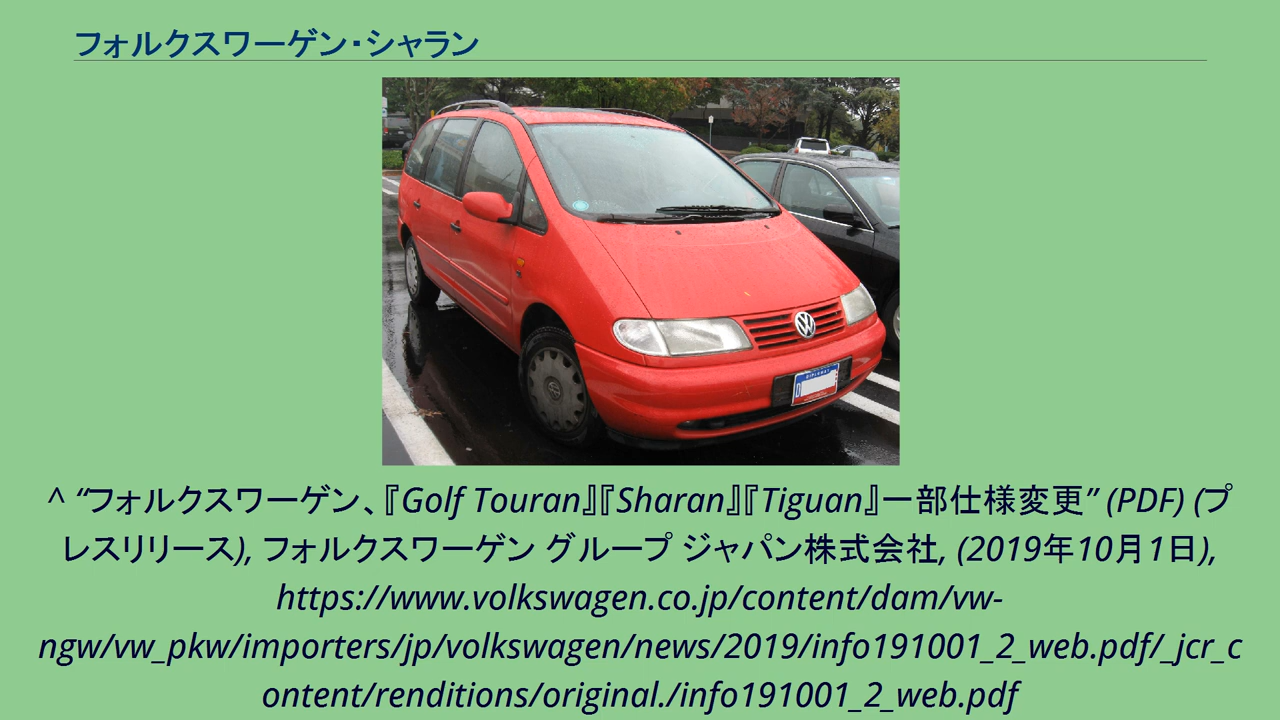 フォルクスワーゲン・シャラン
DIPLOMAT
D
^ “フォルクスワーゲン、『Golf Touran』『Sharan』『Tiguan』一部仕様変更” (PDF) (プ
レスリリース), フォルクスワーゲン グループ ジャパン株式会社, (2019年10月1日),
https://www.volkswagen.co.jp/content/dam/vw-
ngw/vw_pkw/importers/jp/volkswagen/news/2019/info191001_2_web.pdf/_jcr_c
ontent/renditions/original./info191001_2_web.pdf